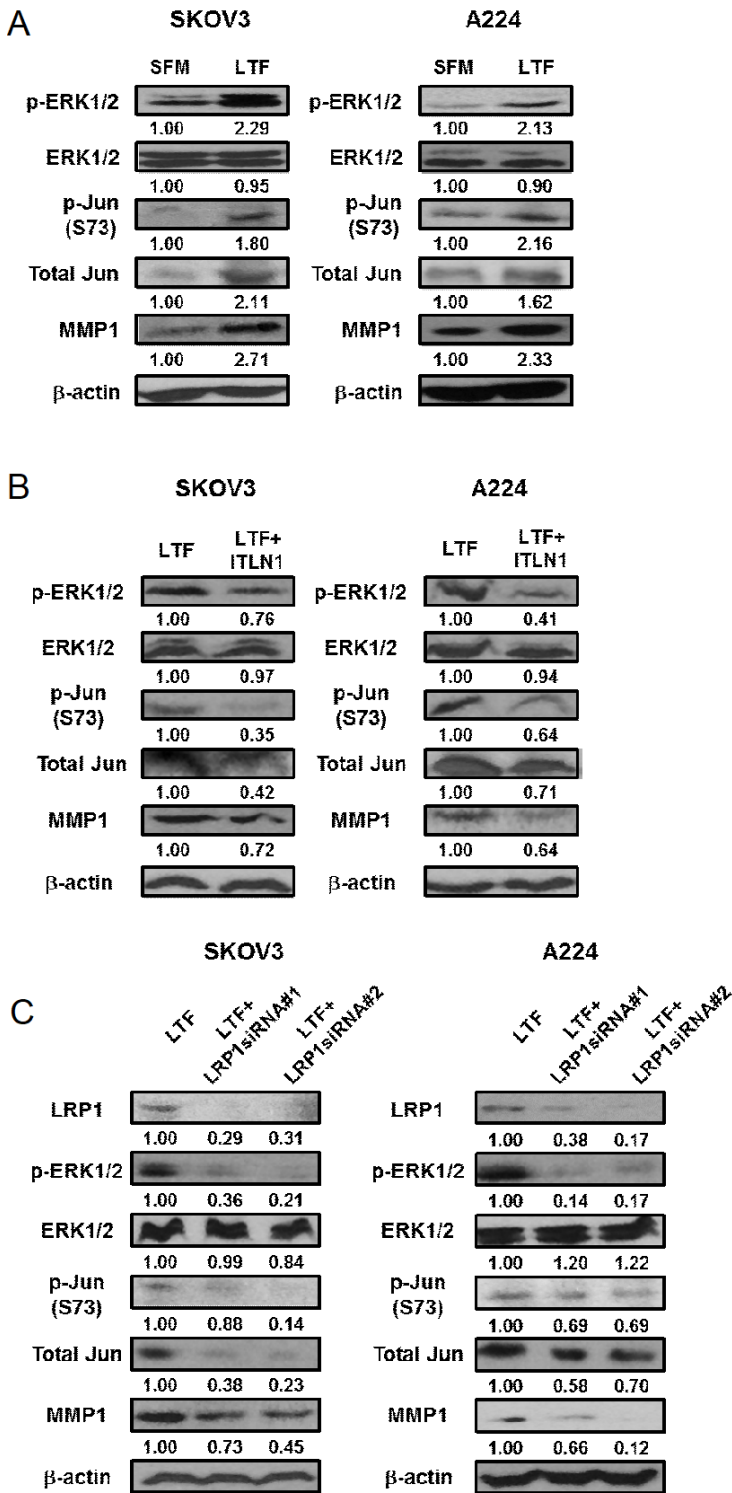 A
SKOV3
A224
SFM LTF
SFM LTF
p-ERK1/2
p-ERK1/2
1.00 2.29
1.00 2.13
ERK1/2
ERK1/2
1.00 0.95
1.00 0.90
p-Jun
(S73)
p-Jun
(S73)
1.00 1.80
1.00 2.16
Total Jun
Total Jun
1.00 2.11
1.00 1.62
MMP1
MMP1
1.00 2.71
1.00 2.33
β-actin
β-actin
B
SKOV3
A224
LTF
LTF+
ITLN1
LTF
LTF+
ITLN1
p-ERK1/2
p-ERK1/2
1.00 0.76
1.00 0.41
ERK1/2
ERK1/2
1.00 0.97
1.00 0.94
p-Jun
(S73)
p-Jun
(S73)
1.00 0.35
1.00 0.64
Total Jun
Total Jun
1.00 0.42
1.00 0.71
MMP1
MMP1
1.00 0.72
1.00 0.64
β-actin
β-actin
SKOV3
A224
C
LTF
LTF+
LRP1siRNA#1
LTF+
LRP1siRNA#2
LTF
LTF+
LRP1siRNA#1
LTF+
LRP1siRNA#2
LRP1
LRP1
1.00 0.29 0.31
1.00 0.38 0.17
p-ERK1/2
p-ERK1/2
1.00 0.36 0.21
1.00 0.14 0.17
ERK1/2
ERK1/2
1.00 0.99 0.84
1.00 1.20 1.22
p-Jun
(S73)
p-Jun
(S73)
1.00 0.88 0.14
1.00 0.69 0.69
Total Jun
Total Jun
1.00 0.38 0.23
1.00 0.58 0.70
MMP1
MMP1
1.00 0.73 0.45
1.00 0.66 0.12
β-actin
β-actin